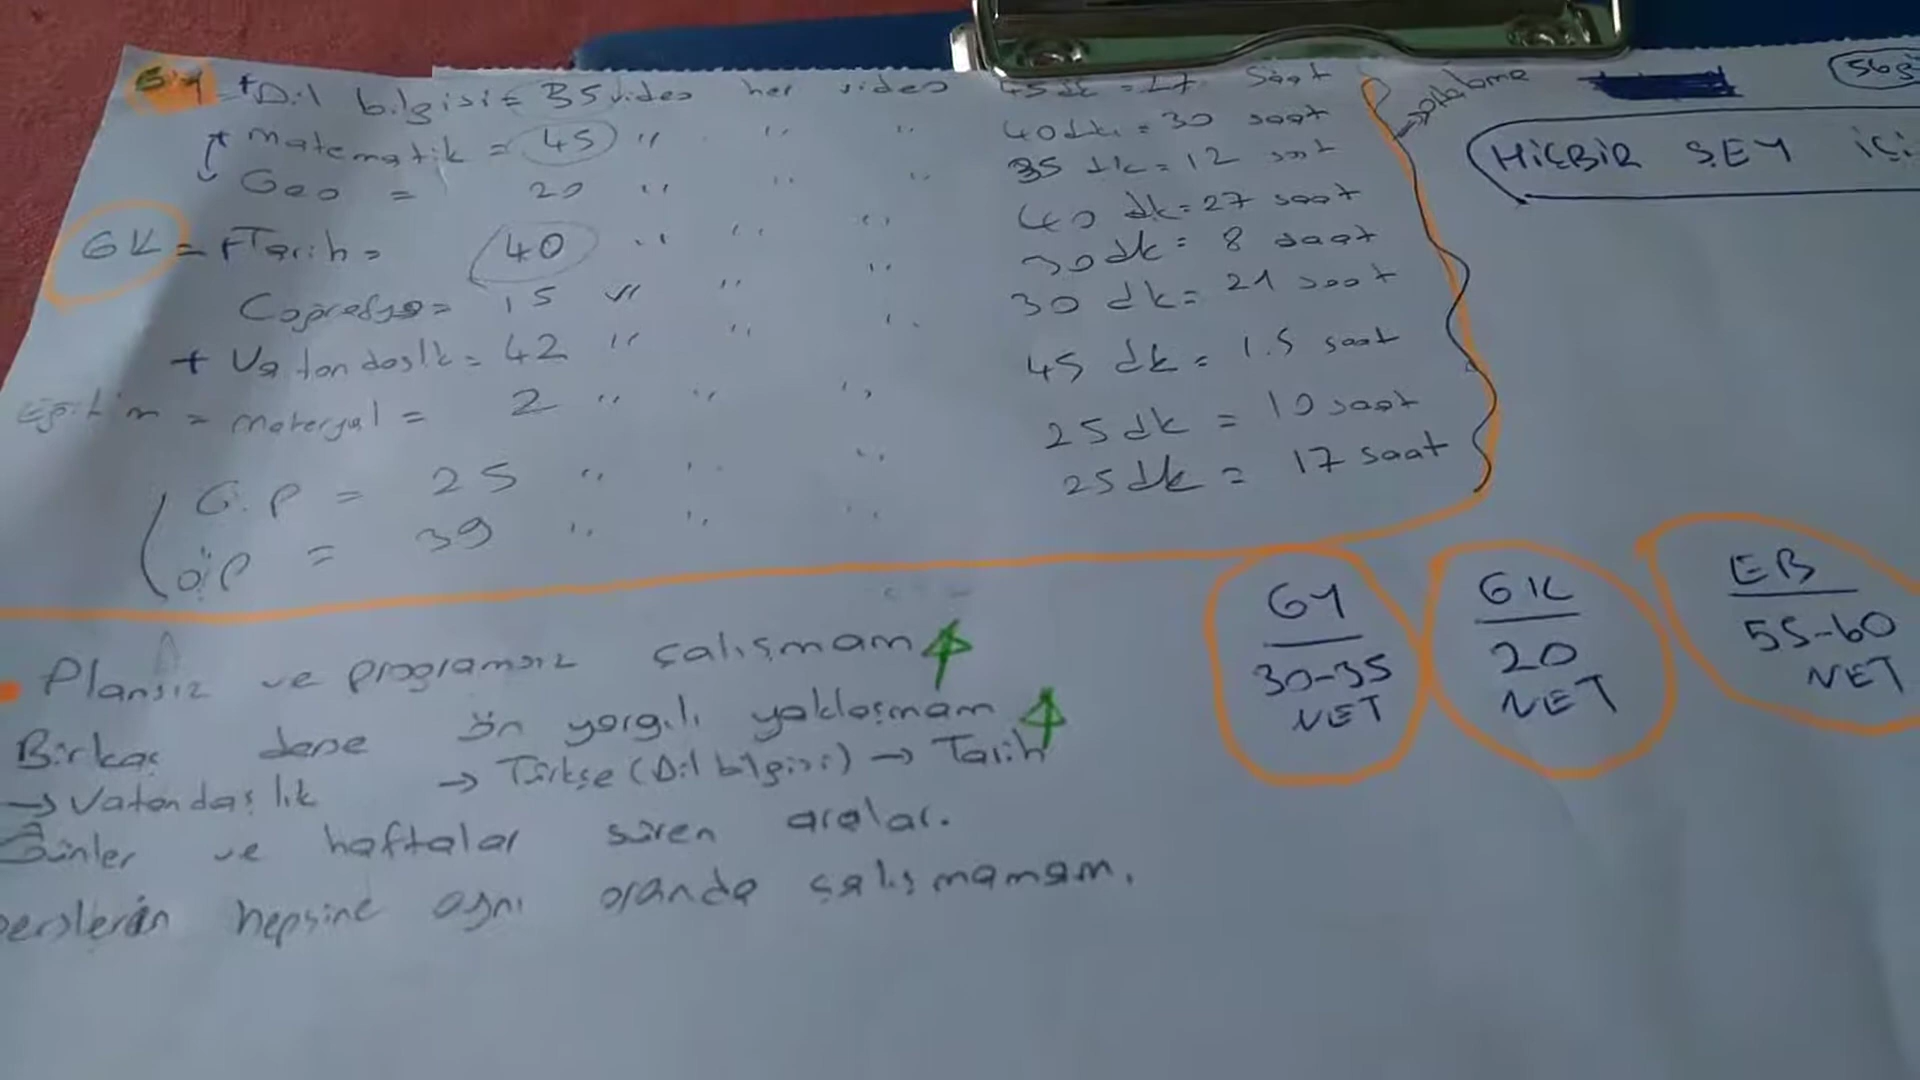 G.Y + Dil bilgisi = 35 video her video 45 dk = 27 saat
Matematik = 45 " " " 40 dk. = 30 saat
Geo = 20 " " " 35 dk = 12 saat
GK = + Tarih = 40 " " " 40 dk = 27 saat
Coğrafya = 15 " " " 30 dk = 8 saat
+ Vatandaşlık = 42 " " " 30 dk = 21 saat
Eğitim = materyal = 2 " " " 45 dk = 1.5 saat
G.P = 25 " " " 25 dk = 10 saat
Ö.P = 39 " " " 25 dk = 17 saat
→ ortalama
56 g
HİÇBİR ŞEY İÇİ
GY
30-35
NET
GK
20
NET
EB
55-60
NET
Plansız ve programsız çalışmam
Birkaç derse ön yargılı yaklaşmam
→ Vatandaşlık → Türkçe (Dil bilgisi) → Tarih
Günler ve haftalar süren aralar.
Derslerin hepsine aynı oranda çalışmamam.